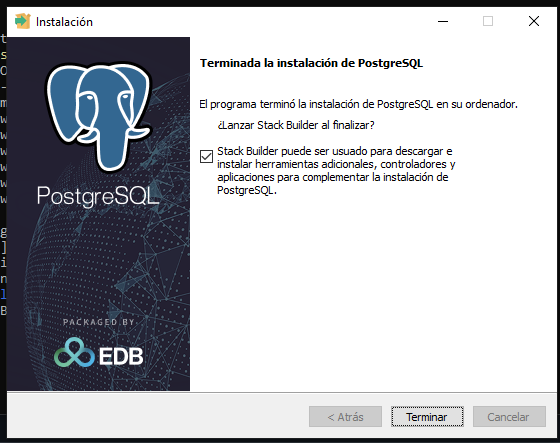 Instalación
Terminada la instalación de PostgreSQL
El programa terminó la instalación de PostgreSQL en su ordenador.
¿Lanzar Stack Builder al finalizar?
Stack Builder puede ser usuado para descargar e
instalar herramientas adicionales, controladores y
aplicaciones para complementar la instalación de
PostgreSQL.
PostgreSQL
PACKAGED BY
EDB
< Atrás
Terminar
Cancelar